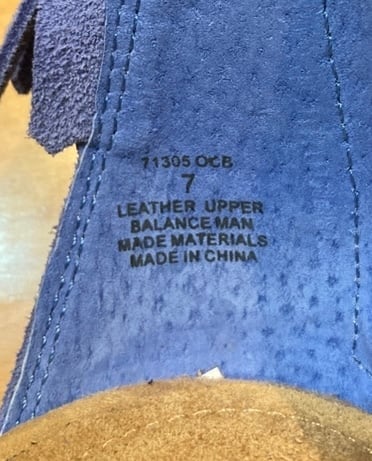 71305 OCB
7
LEATHER UPPER
BALANCE MAN
MADE MATERIALS
MADE IN CHINA